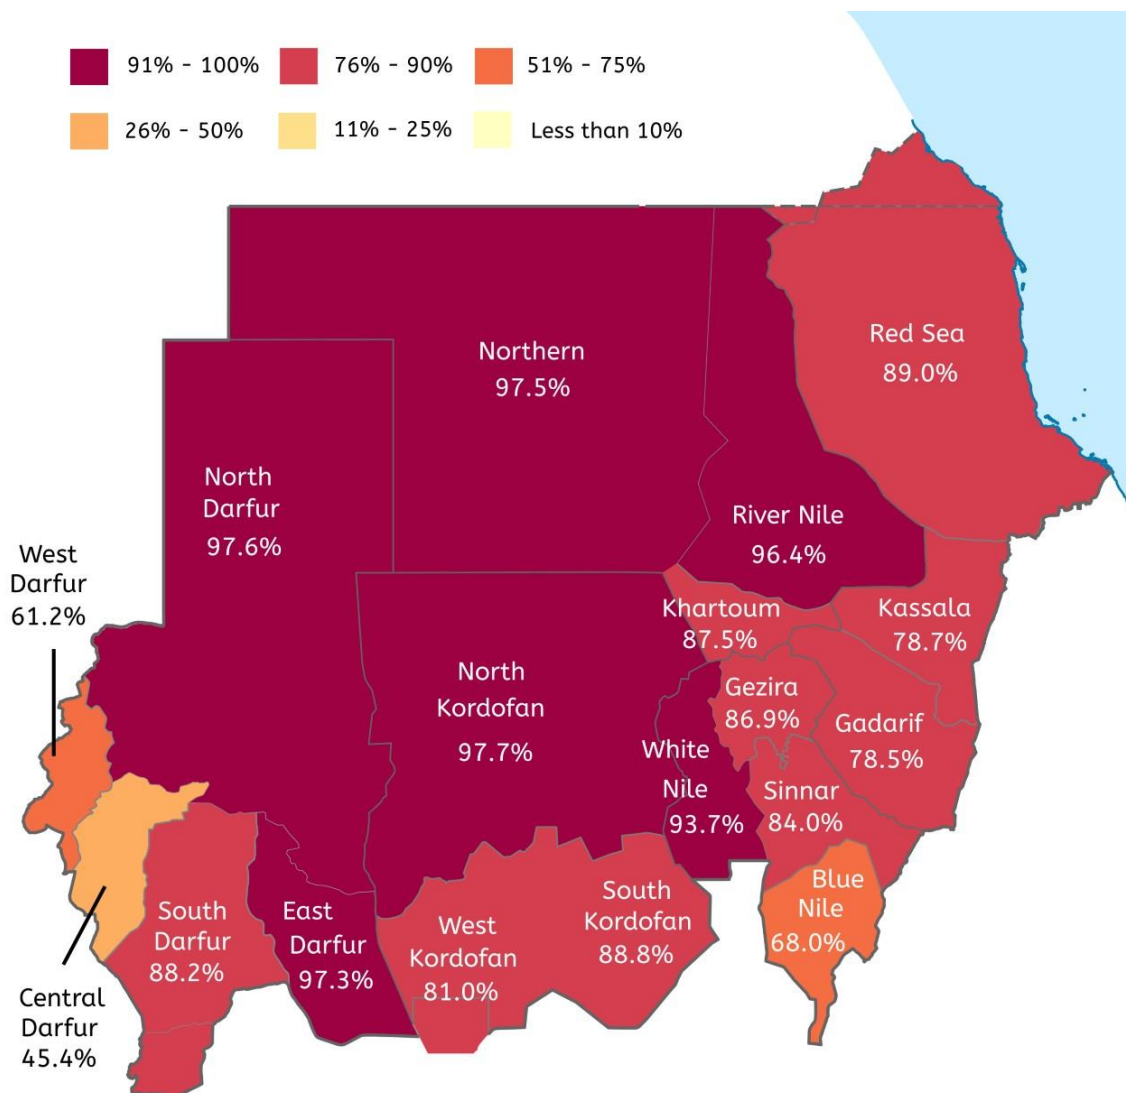 91% - 100%
76% - 90%
51% - 75%
26% - 50%
11% - 25%
Less than 10%
Northern
97.5%
Red Sea
89.0%
North
Darfur
97.6%
River Nile
96.4%
West
Darfur
61.2%
Khartoum
87.5%
Kassala
78.7%
North
Kordofan
97.7%
Gezira
86.9%
Gadarif
78.5%
White
Nile
93.7%
Sinnar
84.0%
Blue
Nile
68.0%
South
Kordofan
88.8%
West
Kordofan
81.0%
East
Darfur
97.3%
South
Darfur
88.2%
Central
Darfur
45.4%